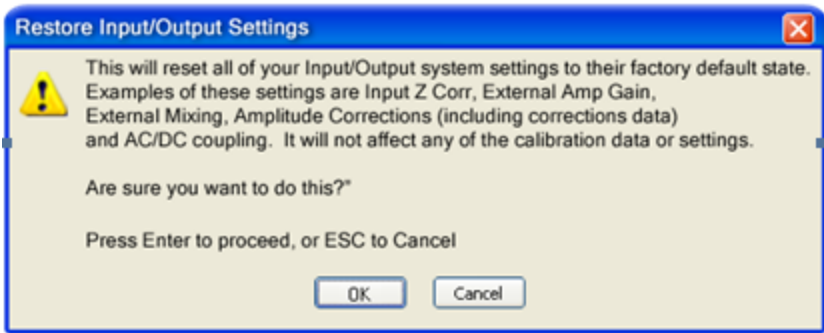 Restore Input/Output Settings
This will reset all of your Input/Output system settings to their factory default state.
Examples of these settings are Input Z Corr, External Amp Gain,
External Mixing, Amplitude Corrections (including corrections data)
and AC/DC coupling.  It will not affect any of the calibration data or settings.
Are sure you want to do this?"
Press Enter to proceed, or ESC to Cancel
OK
Cancel